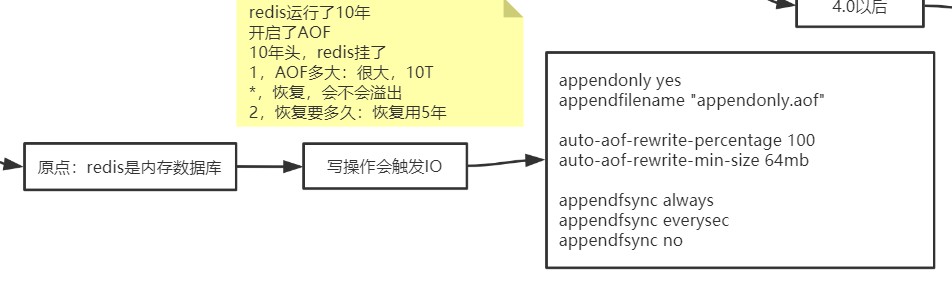 redis运行了10年
开启了AOF
10年头，redis挂了
1，AOF多大：很大，10T
*，恢复，会不会溢出
2，恢复要多久：恢复用5年
4.0以后
原点：redis是内存数据库
写操作会触发IO
appendonly yes
appendfilename "appendonly.aof"
auto-aof-rewrite-percentage 100
auto-aof-rewrite-min-size 64mb
appendfsync always
appendfsync everysec
appendfsync no